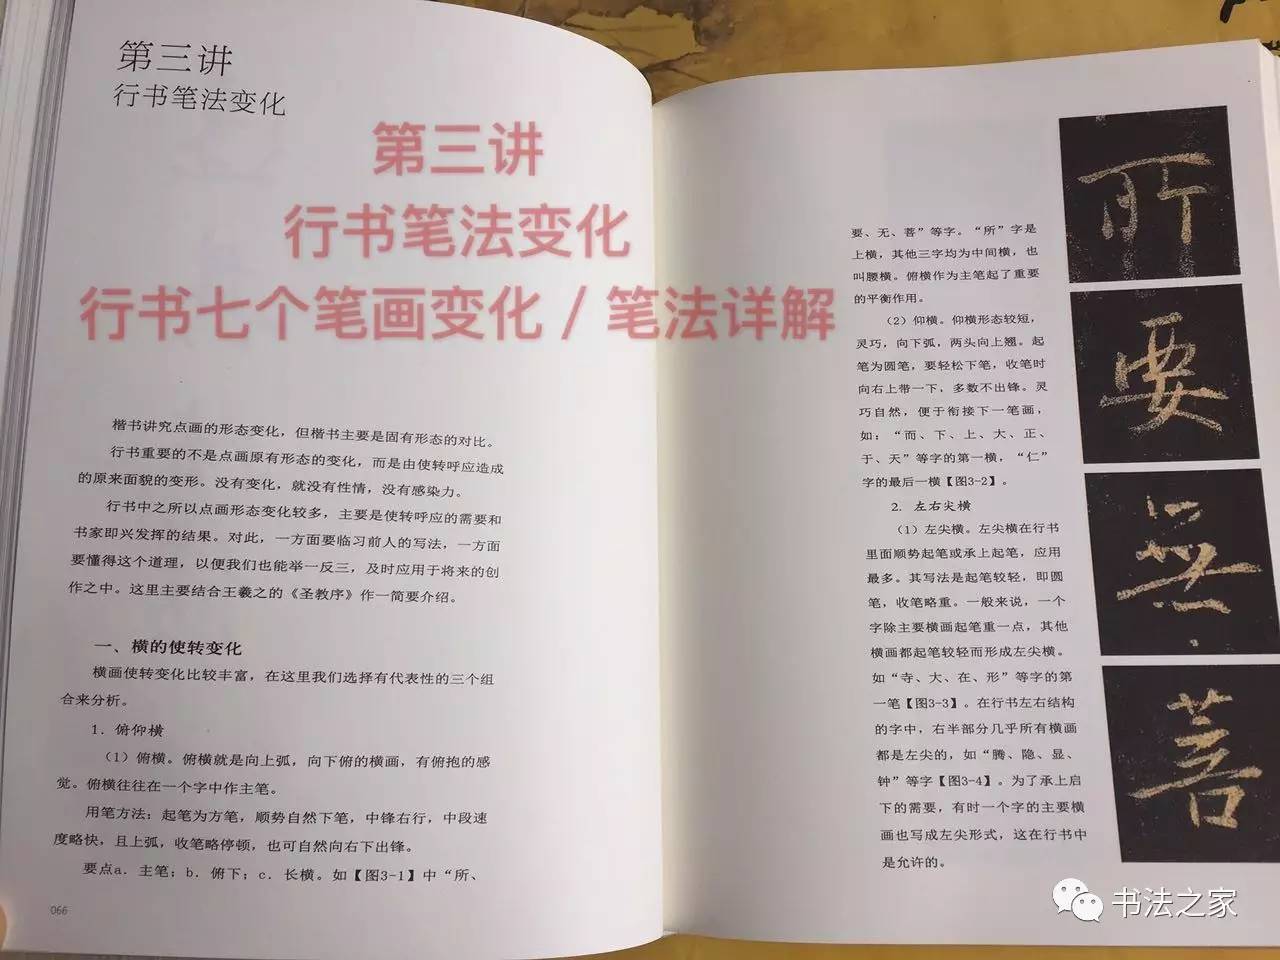 第三讲
行书笔法变化
第三讲
行书笔法变化
行书七个笔画变化/笔法详解
楷书讲究点画的形态变化，但楷书主要是固有形态的对比。
行书重要的不是点画原有形态的变化，而是由使转呼应造成
的原来面貌的变形。没有变化，就没有性情，没有感染力。
行书中之所以点画形态变化较多，主要是使转呼应的需要和
书家即兴发挥的结果。对此，一方面要临习前人的写法，一方面
要懂得这个道理，以便我们也能举一反三，及时应用于将来的创
作之中。这里主要结合王羲之的《圣教序》作一简要介绍。
一、横的使转变化
横画使转变化比较丰富，在这里我们选择有代表性的三个组
合来分析。
1. 俯仰横
（1）俯横。俯横就是向上弧，向下俯的横画，有俯抱的感
觉。俯横往往在一个字中作主笔。
用笔方法：起笔为方笔，顺势自然下笔，中锋右行，中段速
度略快，且上弧，收笔略停顿，也可自然向右下出锋。
要点a. 主笔；b. 俯下；c. 长横。如【图3-1】中“所、
066
要、无、菩”等字。“所”字是
上横，其他三字均为中间横，也
叫腰横。俯横作为主笔起了重要
的平衡作用。
（2）仰横。仰横形态较短，
灵巧，向下弧，两头向上翘。起
笔为圆笔，要轻松下笔，收笔时
向右上带一下，多数不出锋。灵
巧自然，便于衔接下一笔画，
如：“而、下、上、大、正、
于、天”等字的第一横，“仁”
字的最后一横【图3-2】。
2. 左右尖横
（1）左尖横。左尖横在行书
里面顺势起笔或承上起笔，应用
最多。其写法是起笔较轻，即圆
笔，收笔略重。一般来说，一个
字除主要横画起笔重一点，其他
横画都起笔较轻而形成左尖横。
如“寺、大、在、形”等字的第
一笔【图3-3】。在行书左右结构
的字中，右半部分几乎所有横画
都是左尖的，如“腾、隐、显、
钟”等字【图3-4】。为了承上启
下的需要，有时一个字的主要横
画也写成左尖形式，这在行书中
是允许的。
所
要
無
菩
书法之家